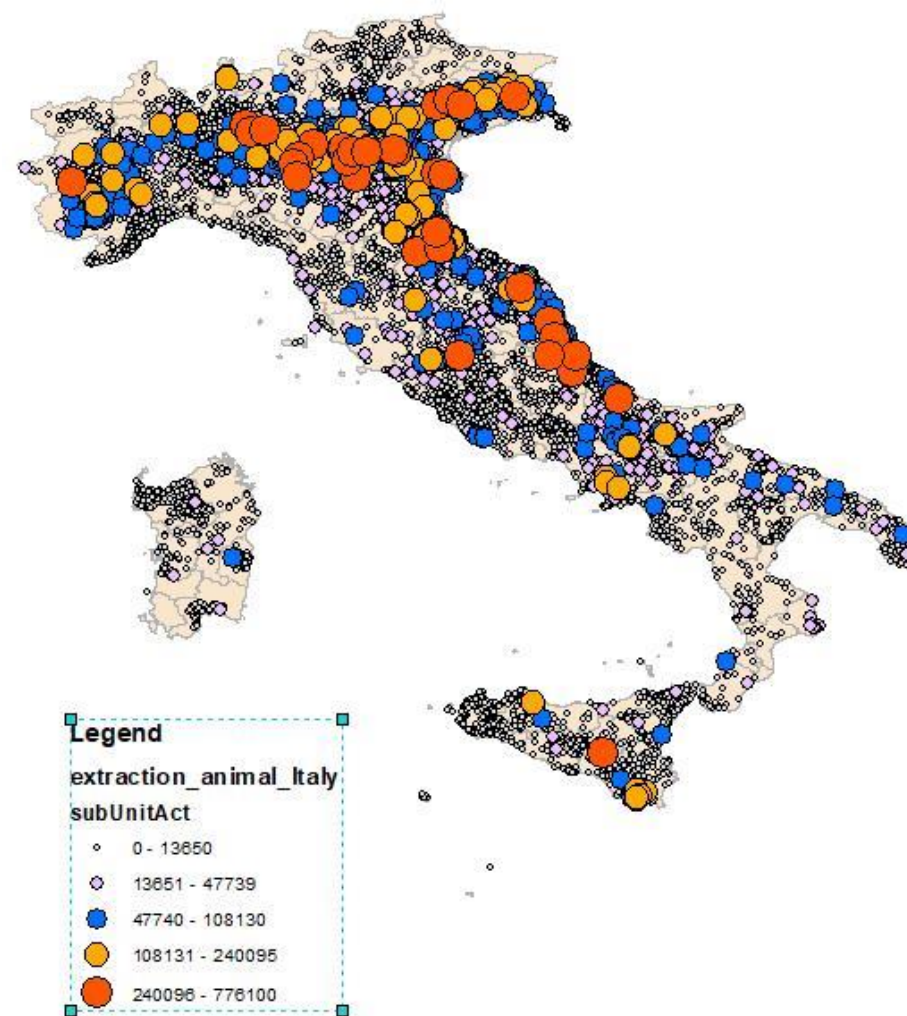 Legend
extraction_animal_Italy
subUnitAct
0 - 13650
13651 - 47739
47740 - 108130
108131 - 240095
240096 - 776100